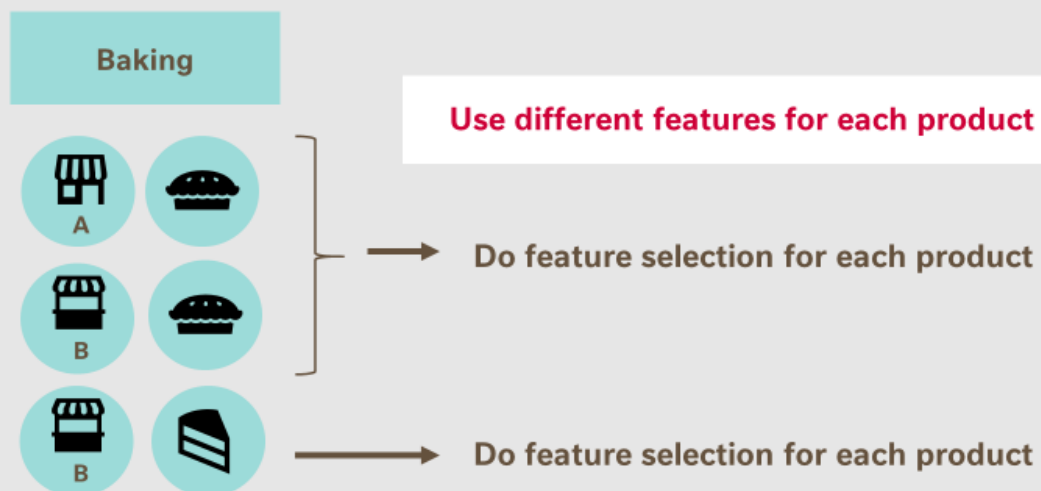 Baking
Use different features for each product
A
Do feature selection for each product
B
B
Do feature selection for each product